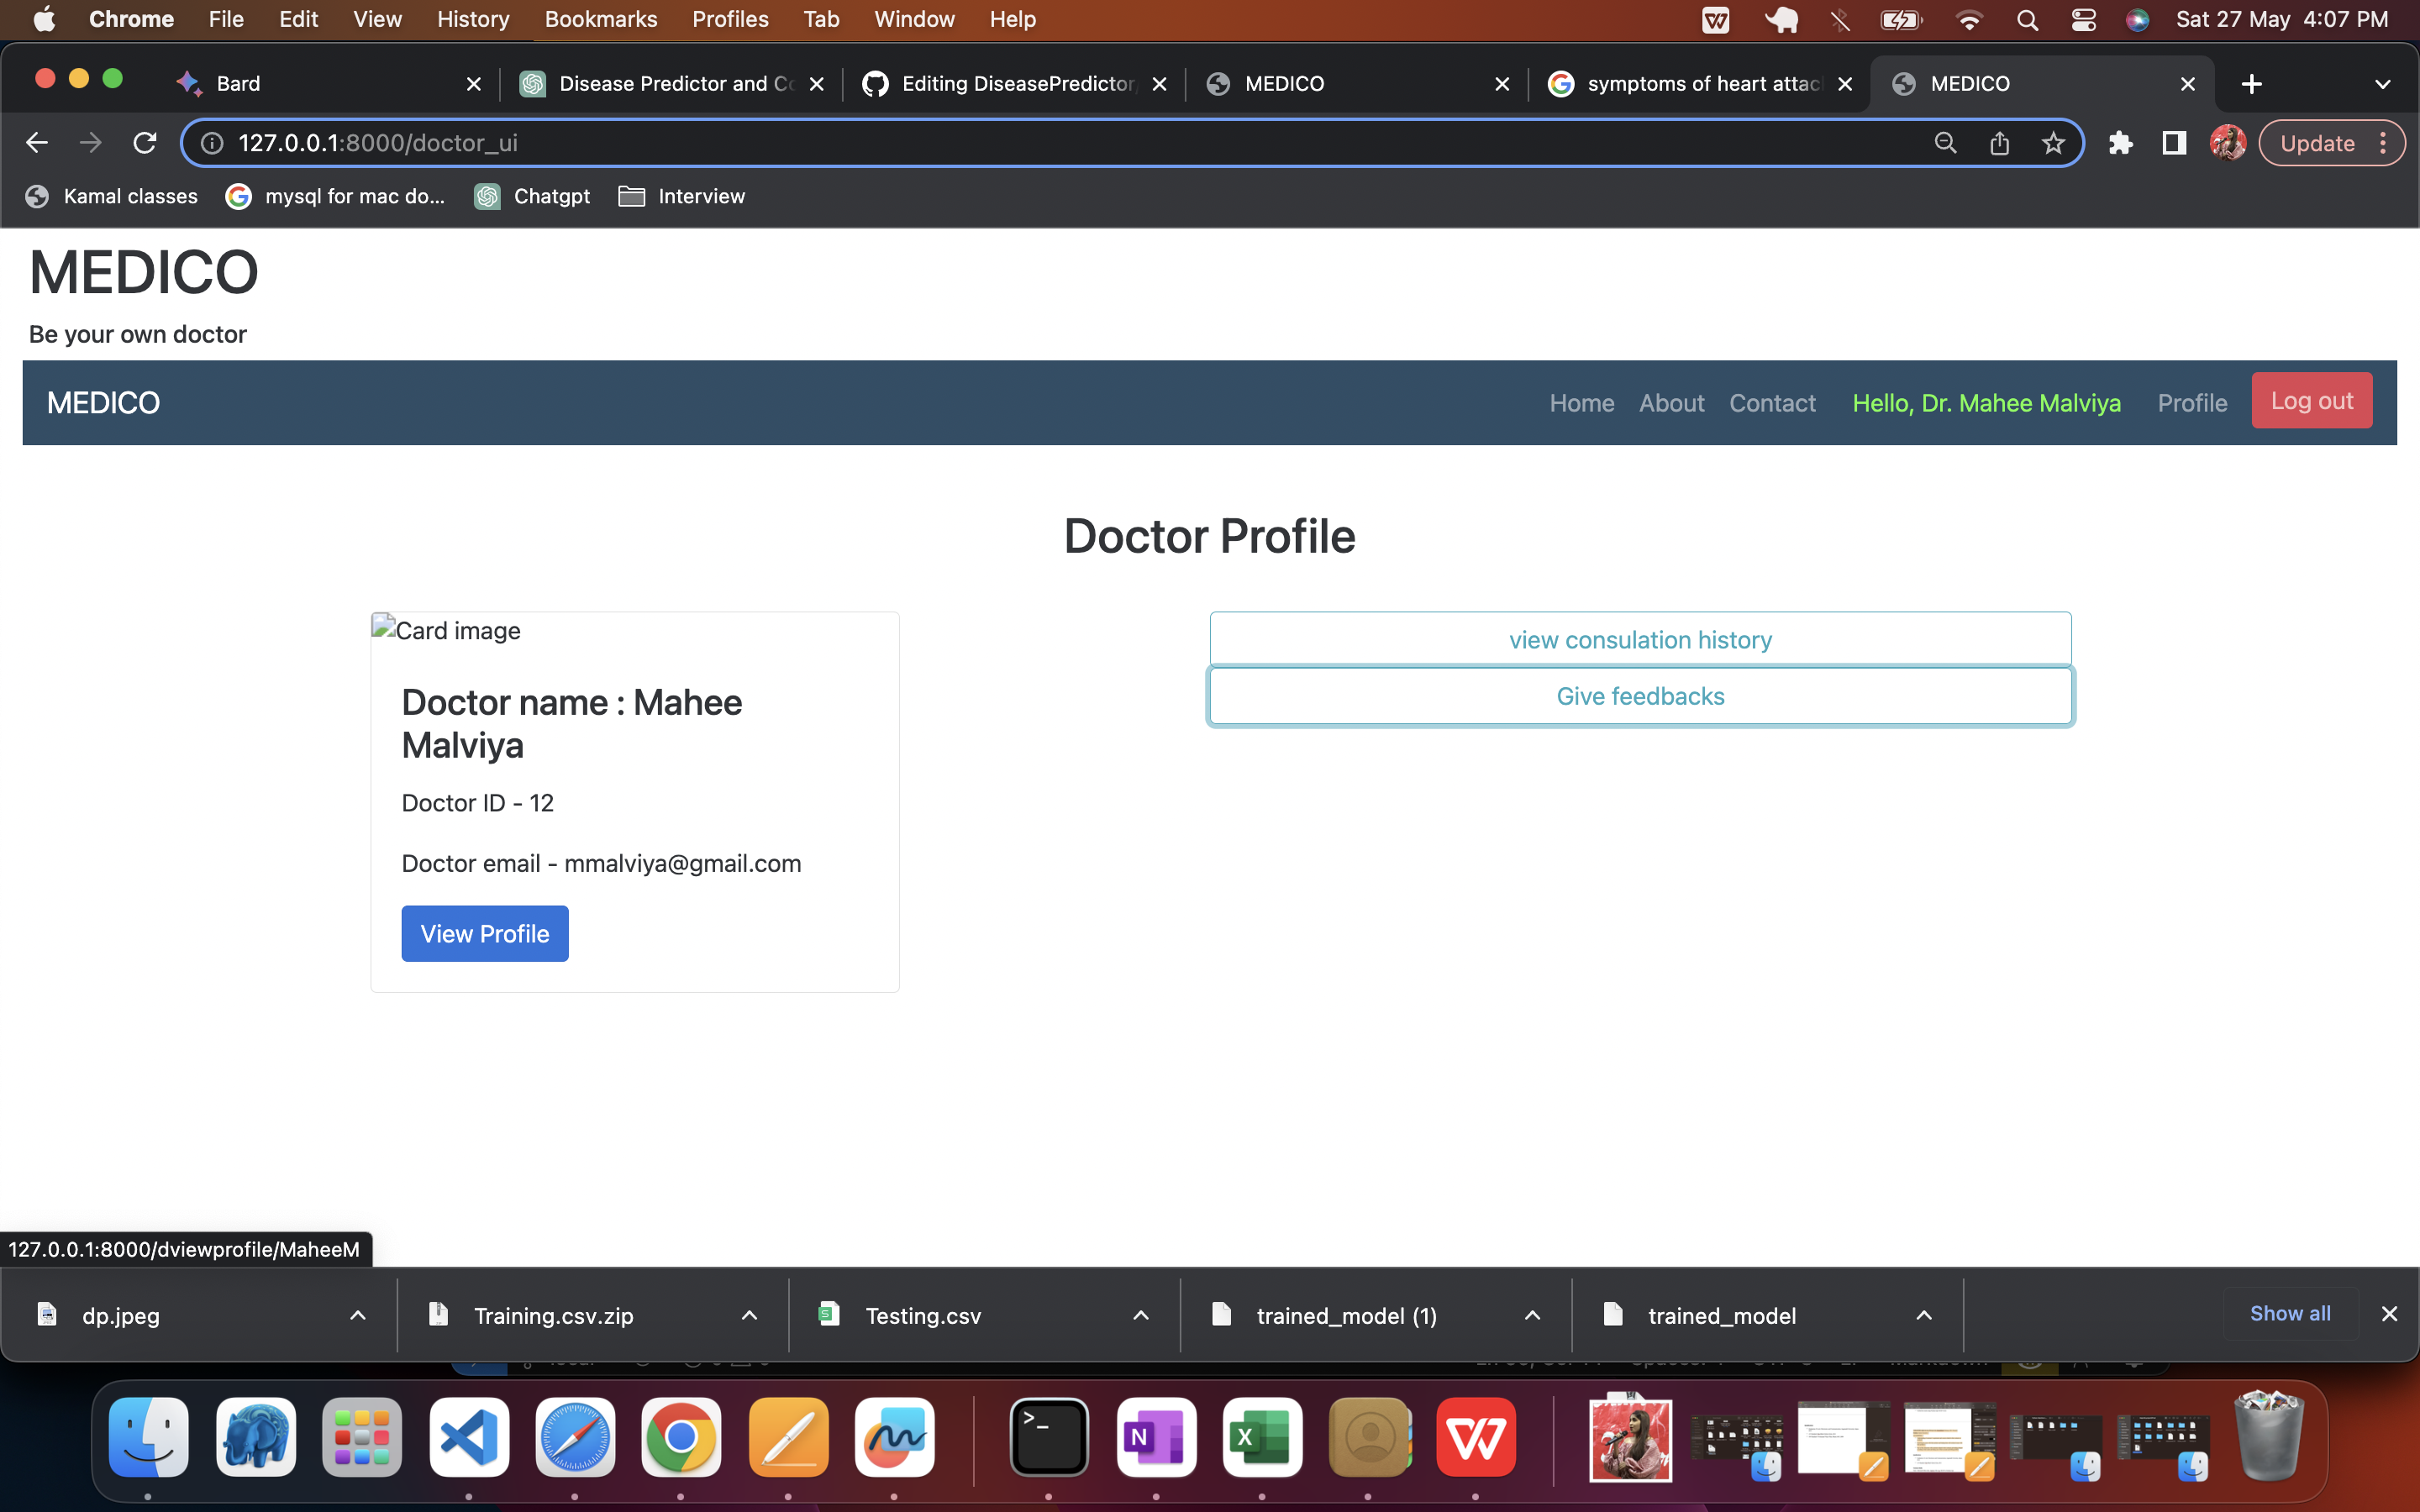 Chrome File Edit View History Bookmarks Profiles Tab Window Help Sat 27 May 4:07 PM
Bard Disease Predictor and Co Editing DiseasePredictor, MEDICO symptoms of heart attac MEDICO
127.0.0.1:8000/doctor_ui Update
Kamal classes mysql for mac do... Chatgpt Interview
MEDICO
Be your own doctor
MEDICO Home About Contact Hello, Dr. Mahee Malviya Profile Log out
Doctor Profile
Card image
view consulation history
Give feedbacks
Doctor name : Mahee
Malviya
Doctor ID - 12
Doctor email - mmalviya@gmail.com
View Profile
127.0.0.1:8000/dviewprofile/MaheeM
dp.jpeg Training.csv.zip Testing.csv trained_model (1) trained_model Show all